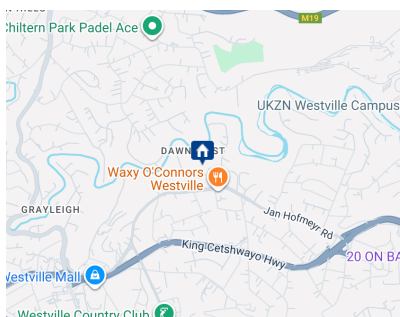 M19
Chiltern Park Padel Ace
UKZN Westville Campus
Waxy O'Connors
Westville
GRAYLEIGH
Jan Hofmeyr Rd
King Cetshwayo Hwy
20 ON BA
Westville Mall
Westville Country Club